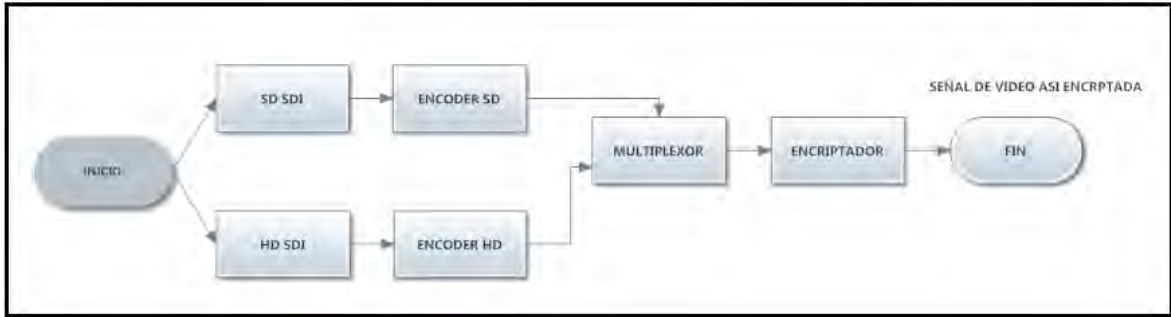 SD SDI
ENCODER SD
SEÑAL DE VIDEO ASI ENCRPTADA
INICIO
MULTIPLEXOR
ENCRIPTADOR
FIN
HD SDI
ENCODER HD